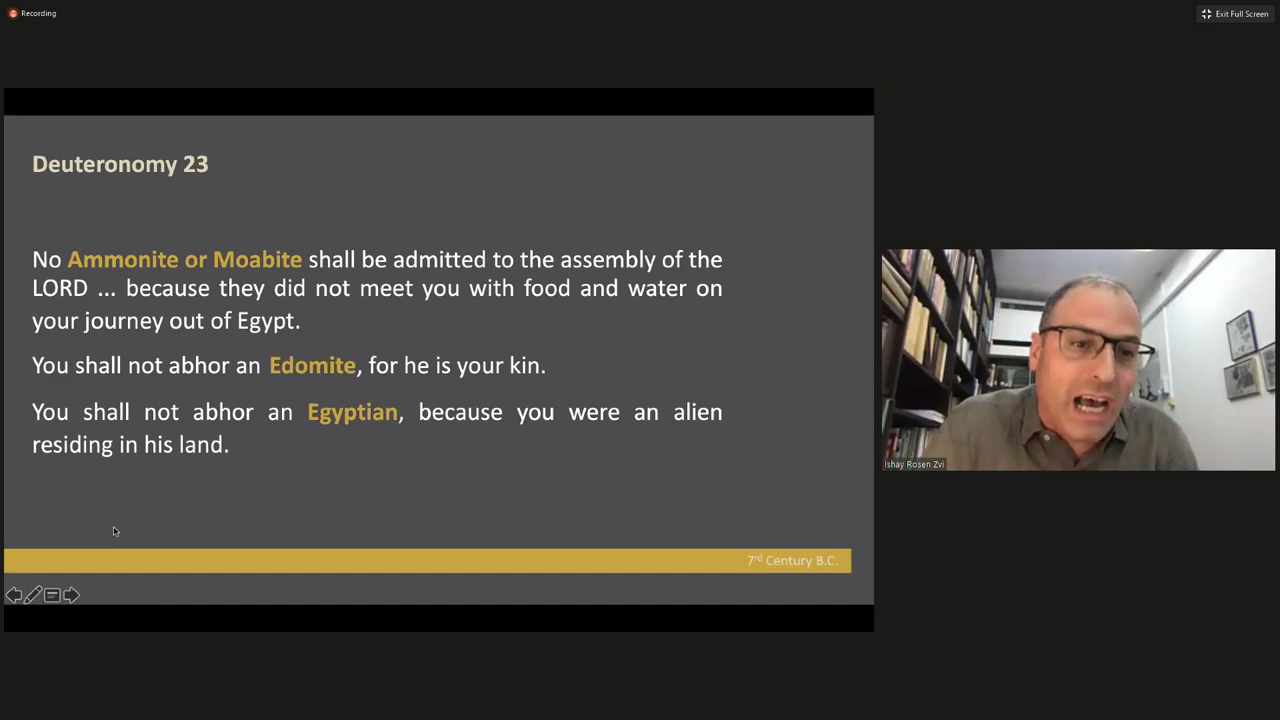 Recording
Exit Full Screen
Deuteronomy 23
No Ammonite or Moabite shall be admitted to the assembly of the
LORD ... because they did not meet you with food and water on
your journey out of Egypt.
You shall not abhor an Edomite, for he is your kin.
You shall not abhor an Egyptian, because you were an alien
residing in his land.
7rd Century B.C.
Ishay Rosen Zvi